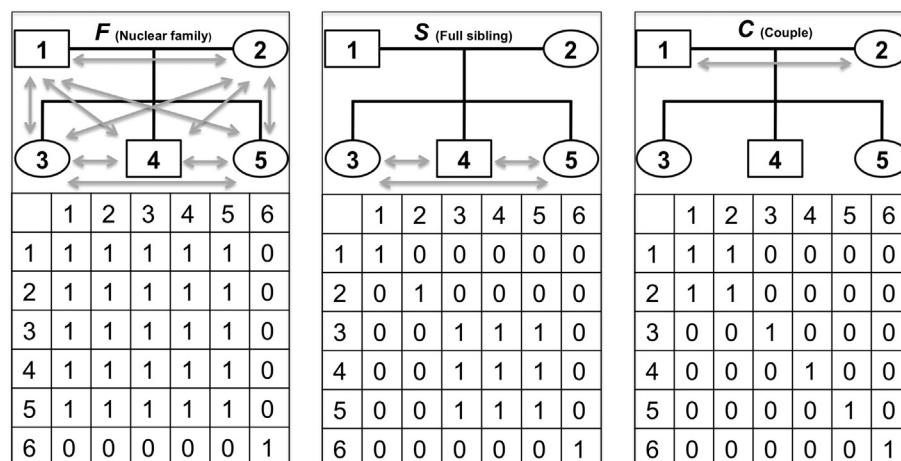 F (Nuclear family)
1 2
3 4 5
1 2 3 4 5 6
1 1 1 1 1 1 0
2 1 1 1 1 1 0
3 1 1 1 1 1 0
4 1 1 1 1 1 0
5 1 1 1 1 1 0
6 0 0 0 0 0 1
S (Full sibling)
1 2
3 4 5
1 2 3 4 5 6
1 1 0 0 0 0 0
2 0 1 0 0 0 0
3 0 0 1 1 1 0
4 0 0 1 1 1 0
5 0 0 1 1 1 0
6 0 0 0 0 0 1
C (Couple)
1 2
3 4 5
1 2 3 4 5 6
1 1 1 0 0 0 0
2 1 1 0 0 0 0
3 0 0 1 0 0 0
4 0 0 0 1 0 0
5 0 0 0 0 1 0
6 0 0 0 0 0 1